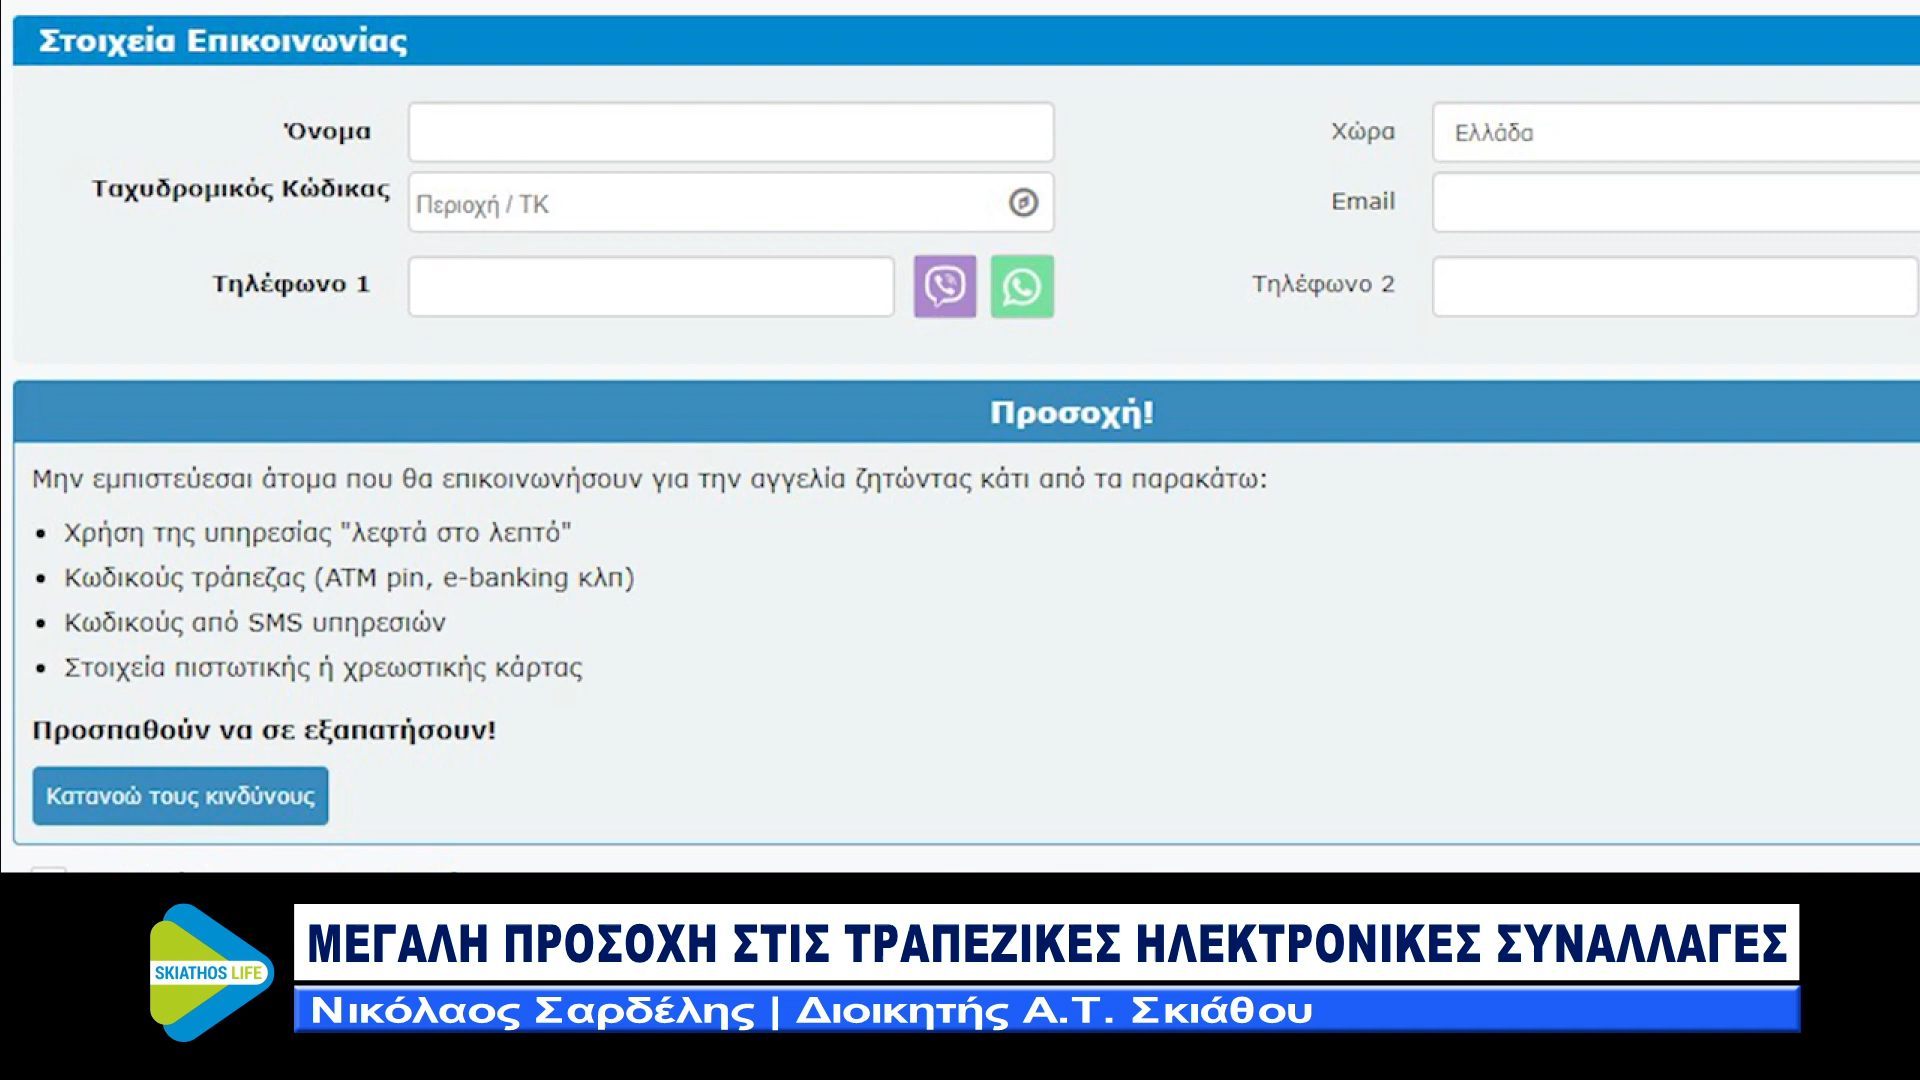 Στοιχεία Επικοινωνίας
Όνομα
Χώρα
Ελλάδα
Ταχυδρομικός Κώδικας
Περιοχή / ΤΚ
Email
Τηλέφωνο 1
Τηλέφωνο 2
Προσοχή!
Μην εμπιστεύεσαι άτομα που θα επικοινωνήσουν για την αγγελία ζητώντας κάτι από τα παρακάτω:
• Χρήση της υπηρεσίας "λεφτά στο λεπτό"
• Κωδικούς τράπεζας (ATM pin, e-banking κλπ)
• Κωδικούς από SMS υπηρεσιών
• Στοιχεία πιστωτικής ή χρεωστικής κάρτας
Προσπαθούν να σε εξαπατήσουν!
Κατανοώ τους κινδύνους
SKIATHOS LIFE
ΜΕΓΑΛΗ ΠΡΟΣΟΧΗ ΣΤΙΣ ΤΡΑΠΕΖΙΚΕΣ ΗΛΕΚΤΡΟΝΙΚΕΣ ΣΥΝΑΛΛΑΓΕΣ
Νικόλαος Σαρδέλης | Διοικητής Α.Τ. Σκιάθου